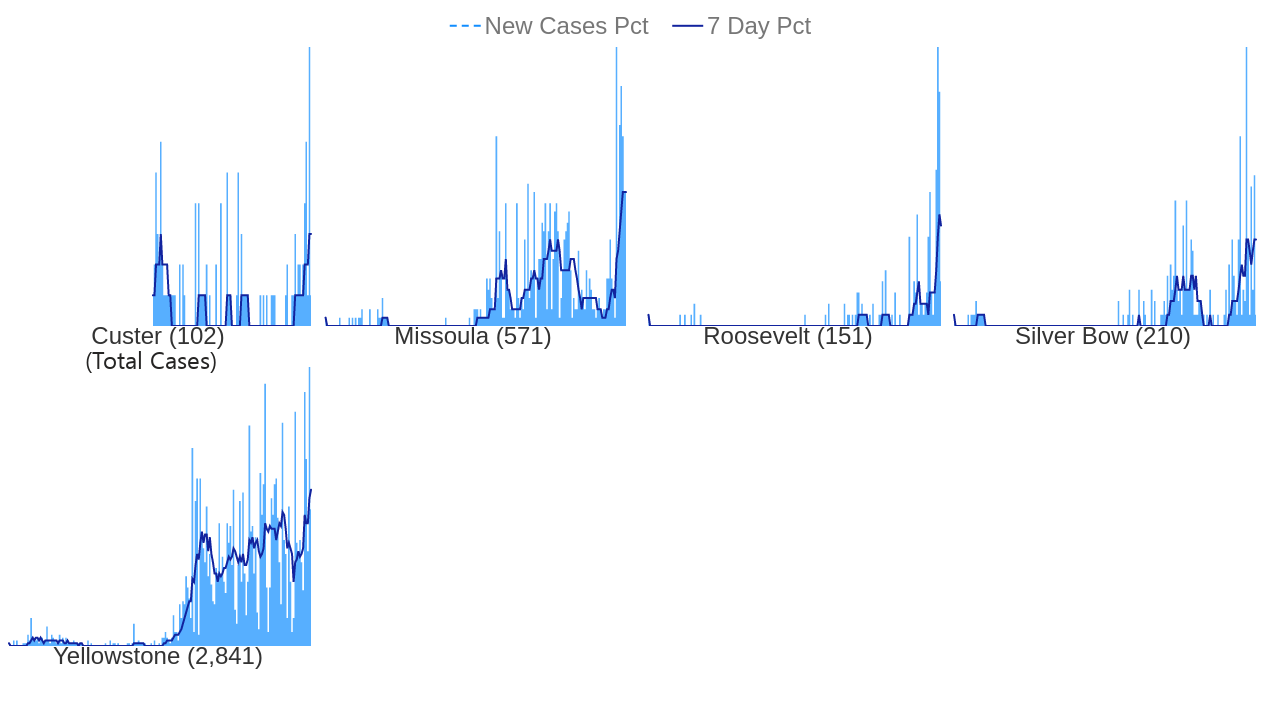 New Cases Pct 7 Day Pct
Custer (102) Missoula (571) Roosevelt (151) Silver Bow (210)
(Total Cases)
Yellowstone (2,841)